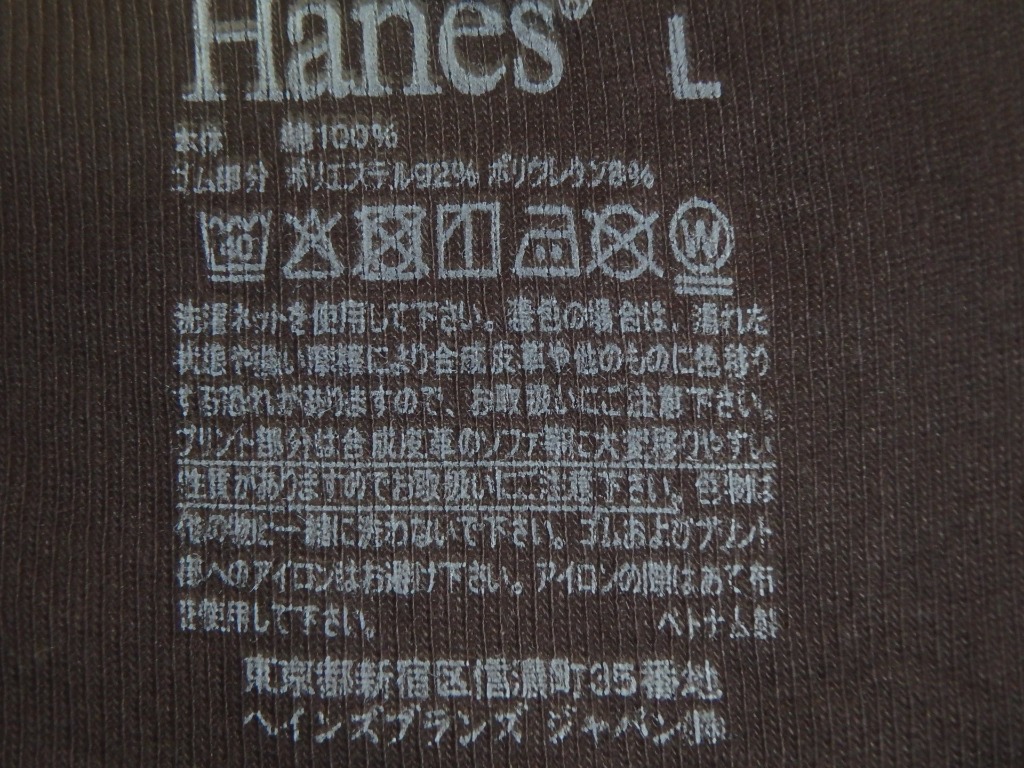 Hanes® L
本体 綿100%
ゴム部分 ポリエステル92% ポリウレタン8%
40 W
洗濯ネットを使用して下さい。濃色の場合は、濡れた
状態や強い摩擦により合成皮革や他のものに色移り
する恐れがありますので、お取扱いにご注意下さい。
プリント部分は合成皮革のソファ等に大変移りやすい
性質がありますのでお取扱いにご注意下さい。色物は
他の物と一緒に洗わないで下さい。ゴムおよびプリント
部へのアイロンはお避け下さい。アイロンの際はあて布
を使用して下さい。 ベトナム製
東京都新宿区信濃町35番地
ヘインズブランズ ジャパン㈱